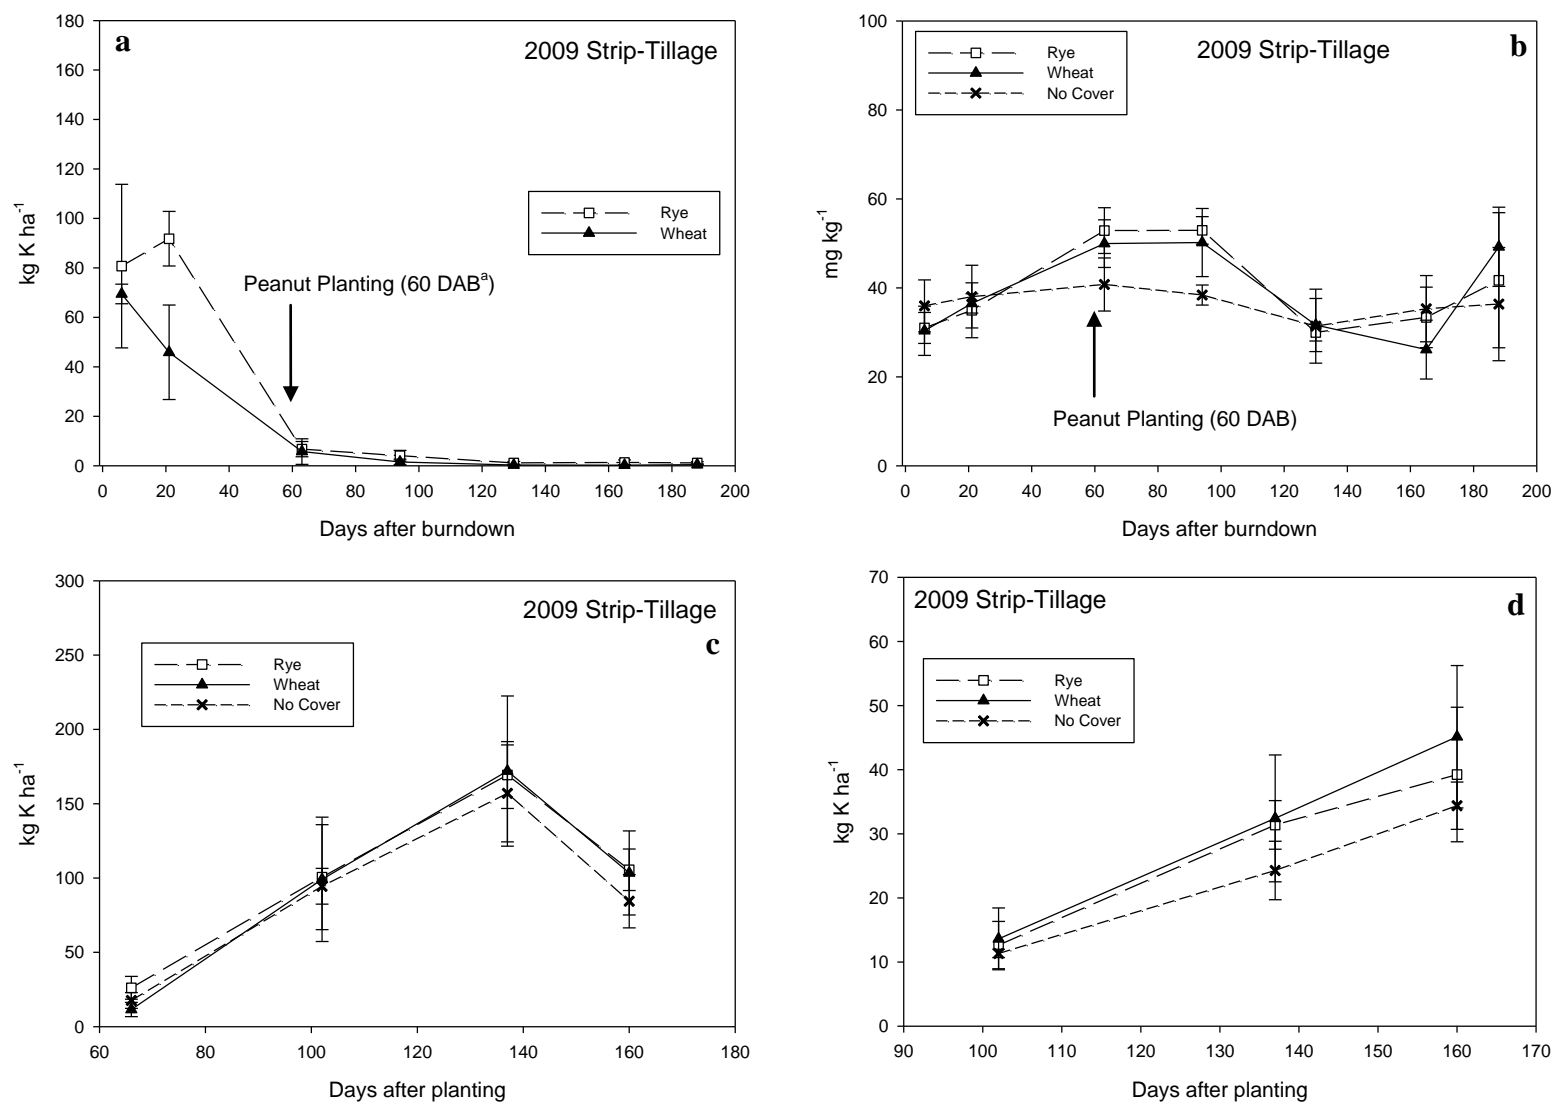 a
2009 Strip-Tillage
180
160
140
120
100
80
60
40
20
0
kg K ha-1
Rye
Wheat
Peanut Planting (60 DABa)
0 20 40 60 80 100 120 140 160 180 200
Days after burndown
b
2009 Strip-Tillage
Rye
Wheat
No Cover
100
80
60
40
20
0
mg kg-1
Peanut Planting (60 DAB)
0 20 40 60 80 100 120 140 160 180 200
Days after burndown
2009 Strip-Tillage
c
Rye
Wheat
No Cover
300
250
200
150
100
50
0
kg K ha-1
60 80 100 120 140 160 180
Days after planting
2009 Strip-Tillage
d
Rye
Wheat
No Cover
70
60
50
40
30
20
10
0
kg K ha-1
90 100 110 120 130 140 150 160 170
Days after planting